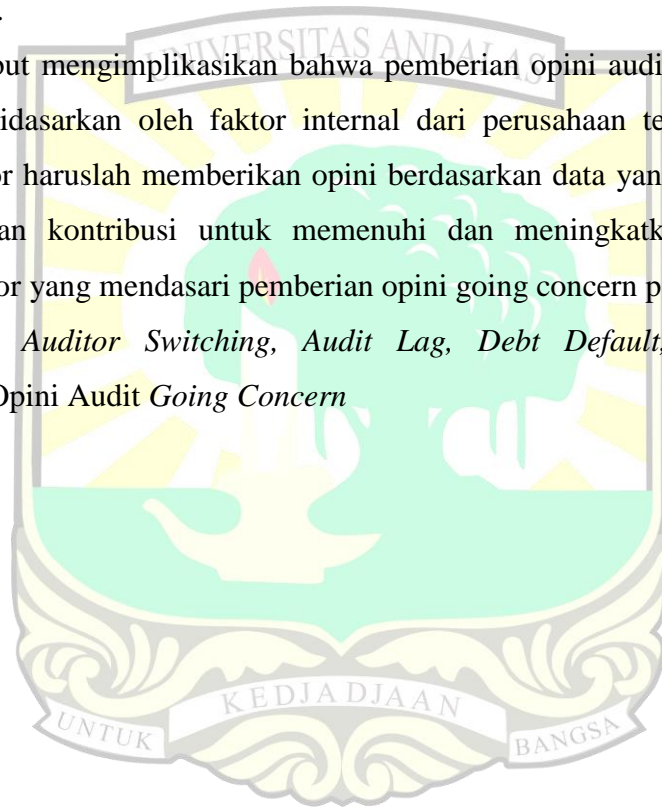 .
UNIVERSITAS ANDALAS
but mengimplikasikan bahwa pemberian opini audi
idasarkan oleh faktor internal dari perusahaan te
or haruslah memberikan opini berdasarkan data yan
an kontribusi untuk memenuhi dan meningkatk
or yang mendasari pemberian opini going concern p
Auditor Switching, Audit Lag, Debt Default,
Opini Audit Going Concern
KEDJADJAAN
UNTUK
BANGSA